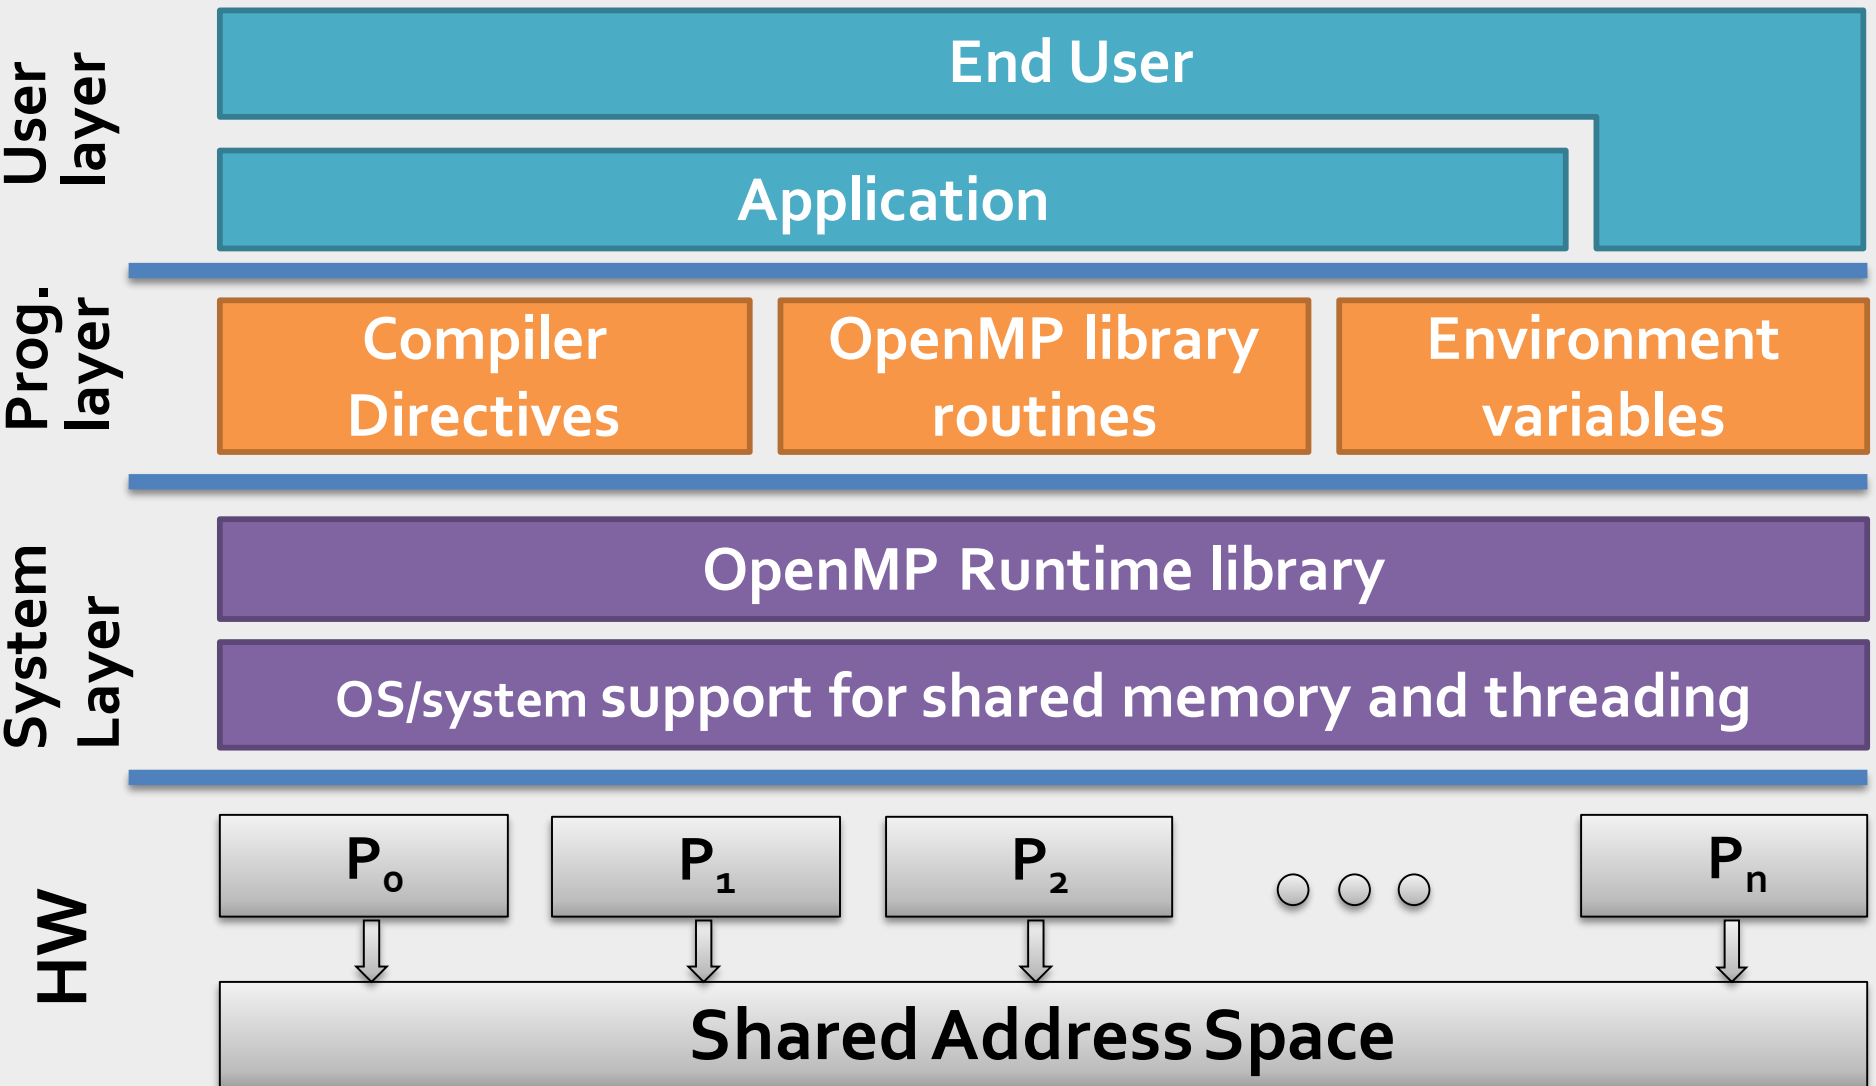 User
layer
End User
Application
Prog.
layer
Compiler
Directives
OpenMP library
routines
Environment
variables
System
Layer
OpenMP Runtime library
OS/system support for shared memory and threading
HW
P₀
P₁
P₂
Pₙ
Shared Address Space